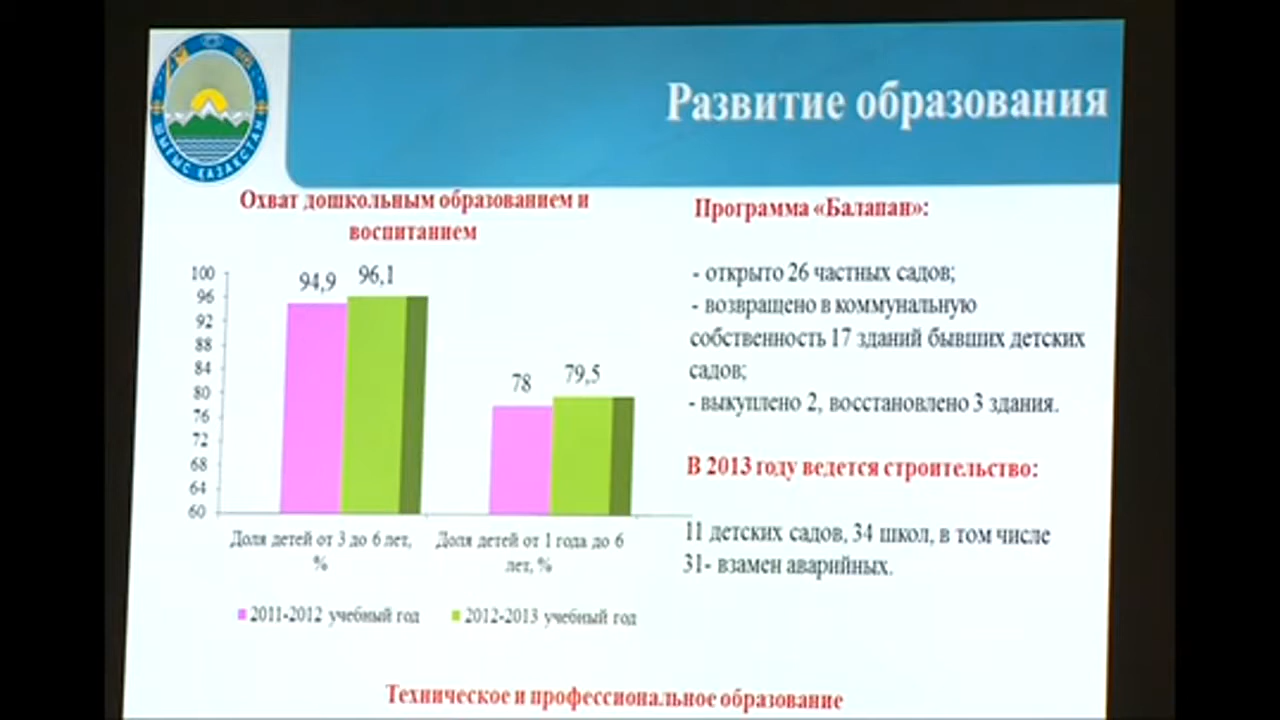 Развитие образования
ШЫҒЫС ҚАЗАҚСТАН
Охват дошкольным образованием и
воспитанием
100
96
92
88
84
80
76
72
68
64
60
94,9
96,1
78
79,5
Доля детей от 3 до 6 лет,
%
Доля детей от 1 года до 6
лет, %
2011-2012 учебный год
2012-2013 учебный год
Программа «Балапан»:
- открыто 26 частных садов;
- возвращено в коммунальную
собственность 17 зданий бывших детских
садов;
- выкуплено 2, восстановлено 3 здания.
В 2013 году ведется строительство:
11 детских садов, 34 школ, в том числе
31- взамен аварийных.
Техническое и профессиональное образование